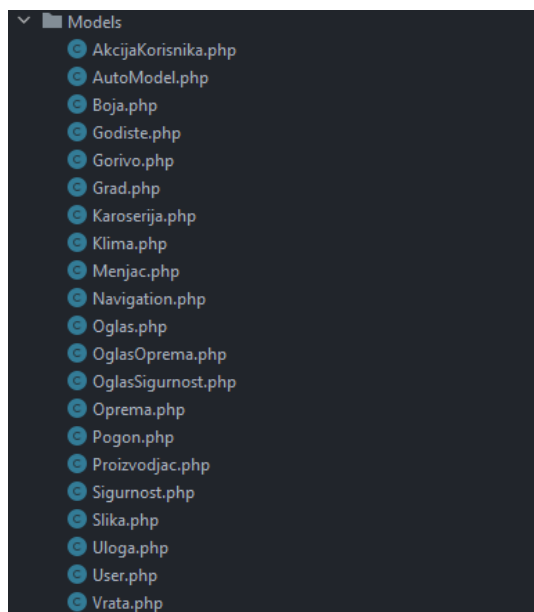 Models
AkcijaKorisnika.php
AutoModel.php
Boja.php
Godiste.php
Gorivo.php
Grad.php
Karoserija.php
Klima.php
Menjac.php
Navigation.php
Oglas.php
OglasOprema.php
OglasSigurnost.php
Oprema.php
Pogon.php
Proizvodjac.php
Sigurnost.php
Slika.php
Uloga.php
User.php
Vrata.php